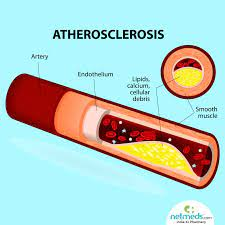 ATHEROSCLEROSIS
Artery
Endothelium
Lipids,
calcium,
cellular
debris
Smooth
muscle
netmeds.com